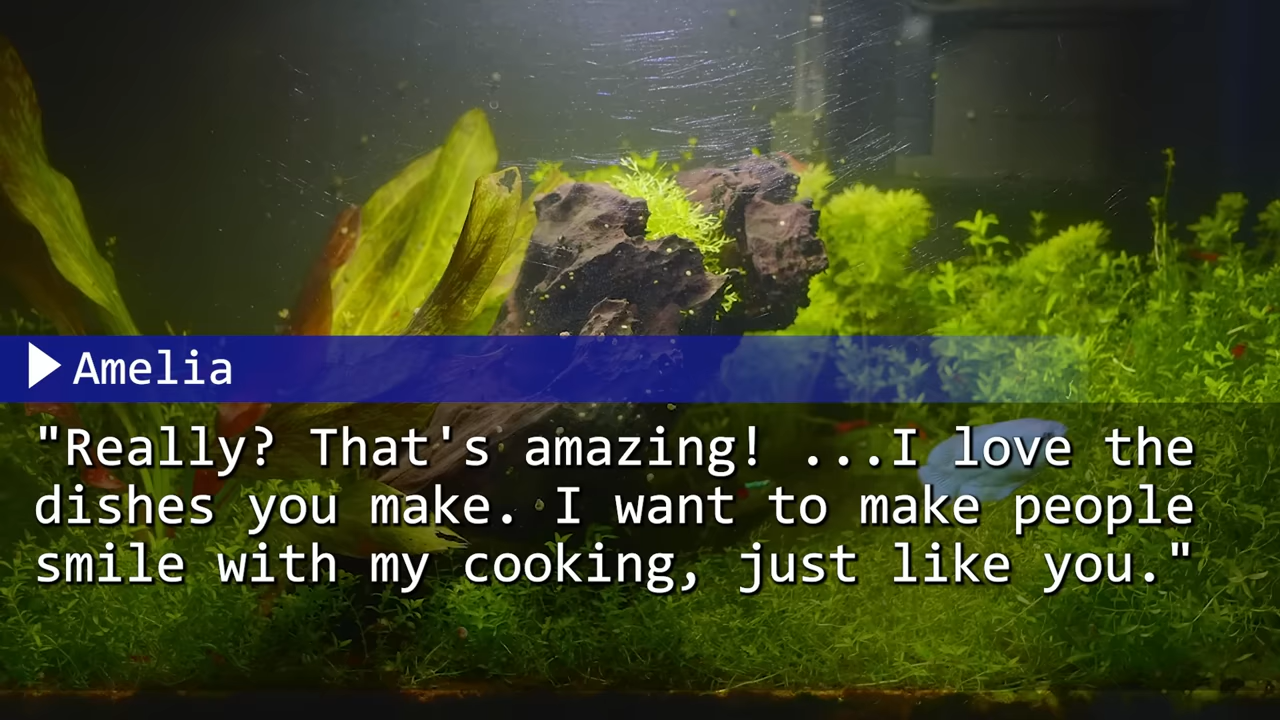 Amelia
"Really? That's amazing! ...I love the
dishes you make. I want to make people
smile with my cooking, just like you."